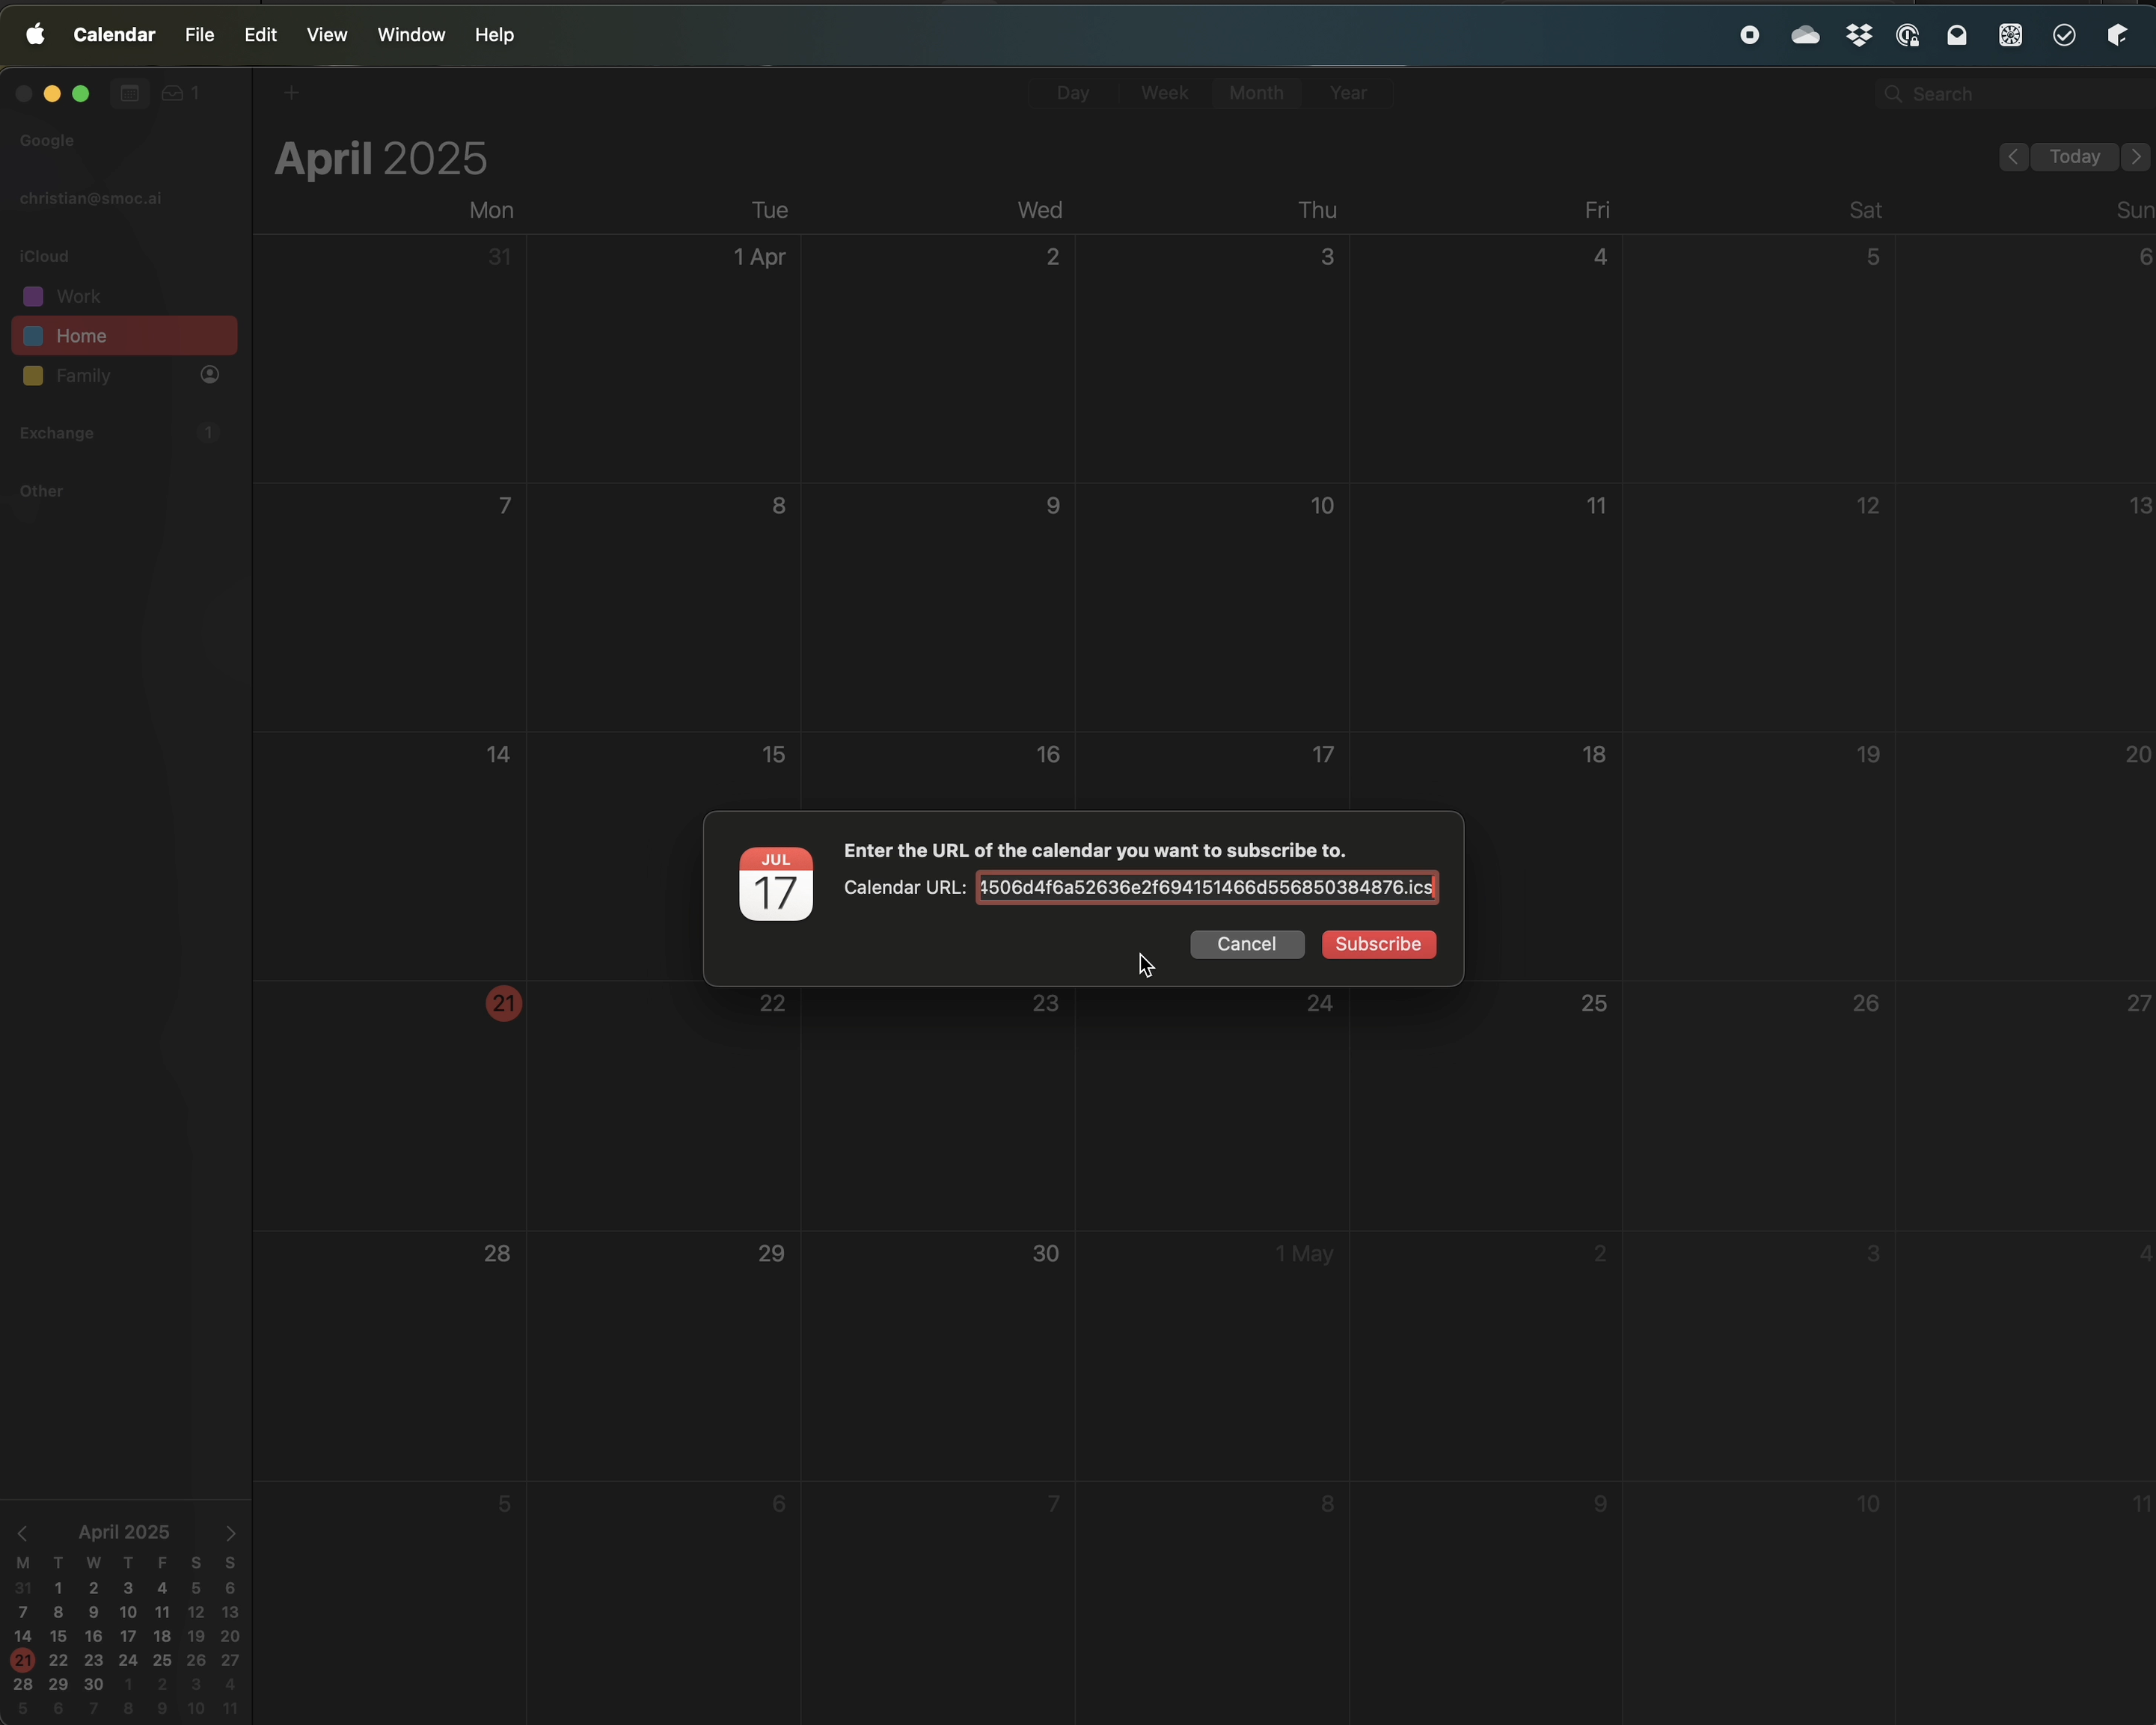 Calendar File Edit View Window Help
1
Day Week Month Year
Search
Google
christian@smoc.ai
iCloud
Work
Home
Family
Exchange 1
Other
April 2025
Today
Mon Tue Wed Thu Fri Sat Sun
31 1 Apr 2 3 4 5 6
7 8 9 10 11 12 13
14 15 16 17 18 19 20
JUL
17
Enter the URL of the calendar you want to subscribe to.
Calendar URL: 4506d4f6a52636e2f694151466d556850384876.ics
Cancel Subscribe
21 22 23 24 25 26 27
28 29 30 1 May 2 3 4
5 6 7 8 9 10 11
April 2025
M T W T F S S
31 1 2 3 4 5 6
7 8 9 10 11 12 13
14 15 16 17 18 19 20
21 22 23 24 25 26 27
28 29 30 1 2 3 4
5 6 7 8 9 10 11